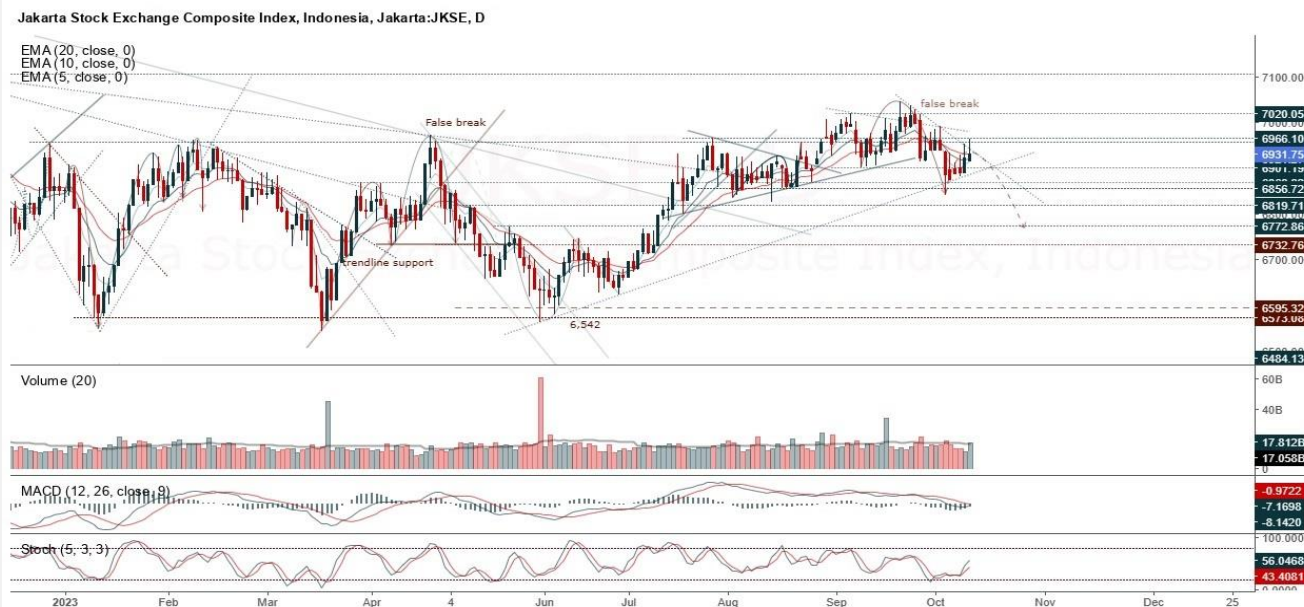 Jakarta Stock Exchange Composite Index, Indonesia, Jakarta:JKSE, D
EMA (20, close, 0)
EMA (10, close, 0)
EMA (5, close, 0)
False break
false break
trendline support
6,542
7100.00
7020.05
6966.10
6931.75
6901.19
6856.72
6819.71
6772.86
6732.76
6700.00
6595.32
6573.08
6484.13
Volume (20)
60B
40B
17.812B
17.058B
0
MACD (12, 26, close, 9)
-0.9722
-7.1698
-8.1420
Stoch (5, 3, 3)
100.000
56.0468
43.4081
2023 Feb Mar Apr 4 Jun Jul Aug Sep Oct Nov Dec 25